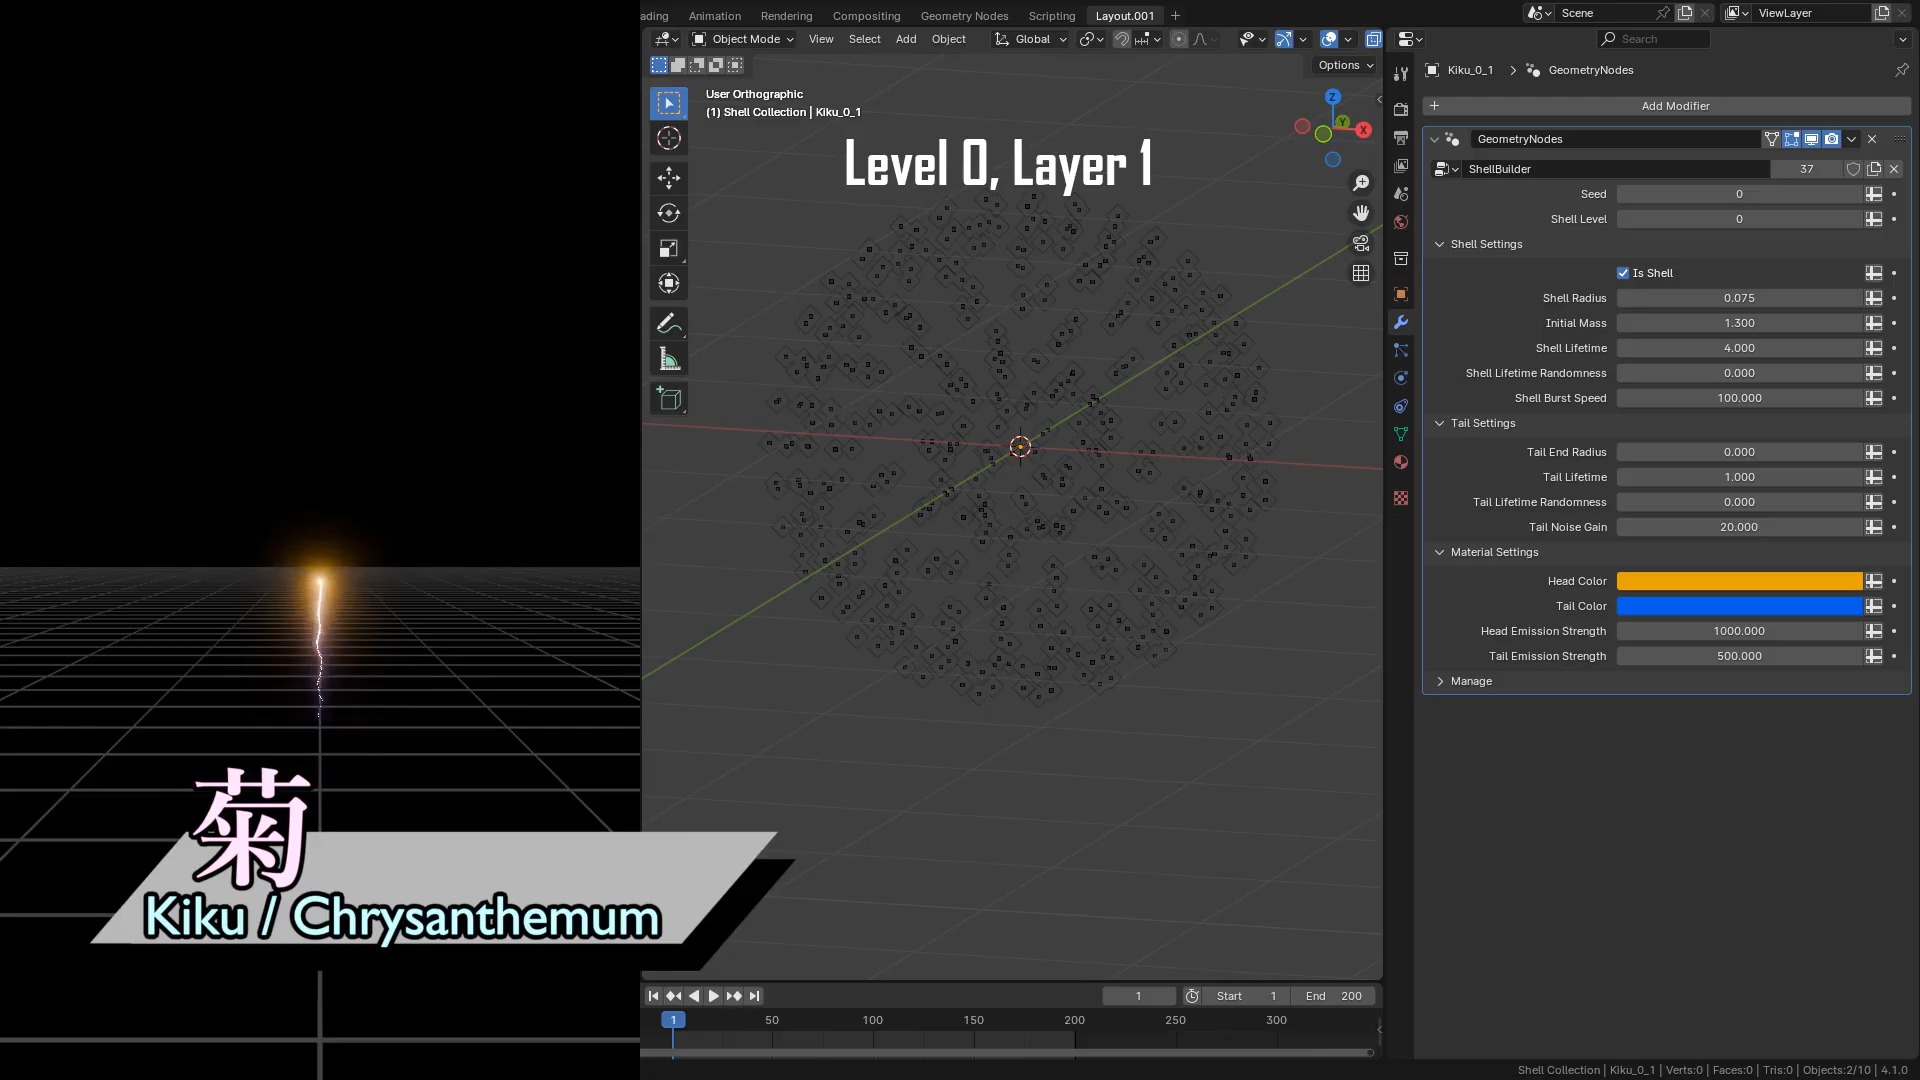 ading Animation Rendering Compositing Geometry Nodes Scripting Layout.001
Scene
ViewLayer
Object Mode View Select Add Object Global
Search
Options
User Orthographic
(1) Shell Collection | Kiku_0_1
Z
Y
X
Level 0, Layer 1
菊
Kiku / Chrysanthemum
Kiku_0_1 GeometryNodes
Add Modifier
GeometryNodes
ShellBuilder 37
Seed 0
Shell Level 0
Shell Settings
Is Shell
Shell Radius 0.075
Initial Mass 1.300
Shell Lifetime 4.000
Shell Lifetime Randomness 0.000
Shell Burst Speed 100.000
Tail Settings
Tail End Radius 0.000
Tail Lifetime 1.000
Tail Lifetime Randomness 0.000
Tail Noise Gain 20.000
Material Settings
Head Color
Tail Color
Head Emission Strength 1000.000
Tail Emission Strength 500.000
Manage
1 Start 1 End 200
1 50 100 150 200 250 300
Shell Collection | Kiku_0_1 | Verts:0 | Faces:0 | Tris:0 | Objects:2/10 | 4.1.0